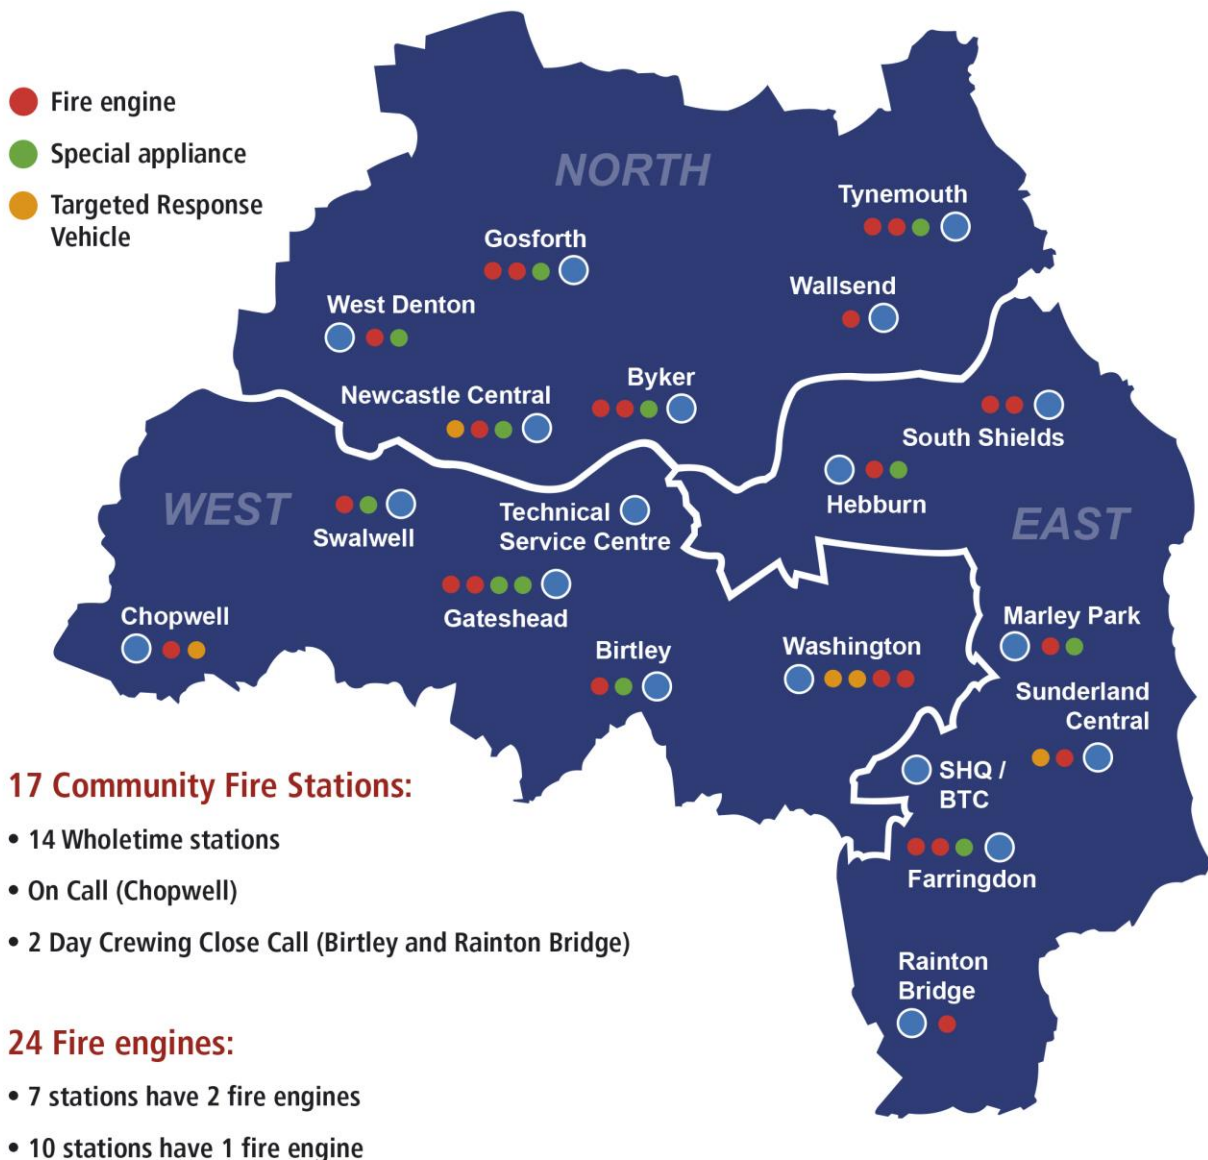 Fire engine
Special appliance
Targeted Response
Vehicle
NORTH
Tynemouth
Gosforth
Wallsend
West Denton
Byker
Newcastle Central
South Shields
Hebburn
WEST
EAST
Swalwell
Technical
Service Centre
Gateshead
Chopwell
Birtley
Washington
Marley Park
Sunderland
Central
SHQ /
BTC
Farringdon
Rainton
Bridge
17 Community Fire Stations:
• 14 Wholetime stations
• On Call (Chopwell)
• 2 Day Crewing Close Call (Birtley and Rainton Bridge)
24 Fire engines:
• 7 stations have 2 fire engines
• 10 stations have 1 fire engine